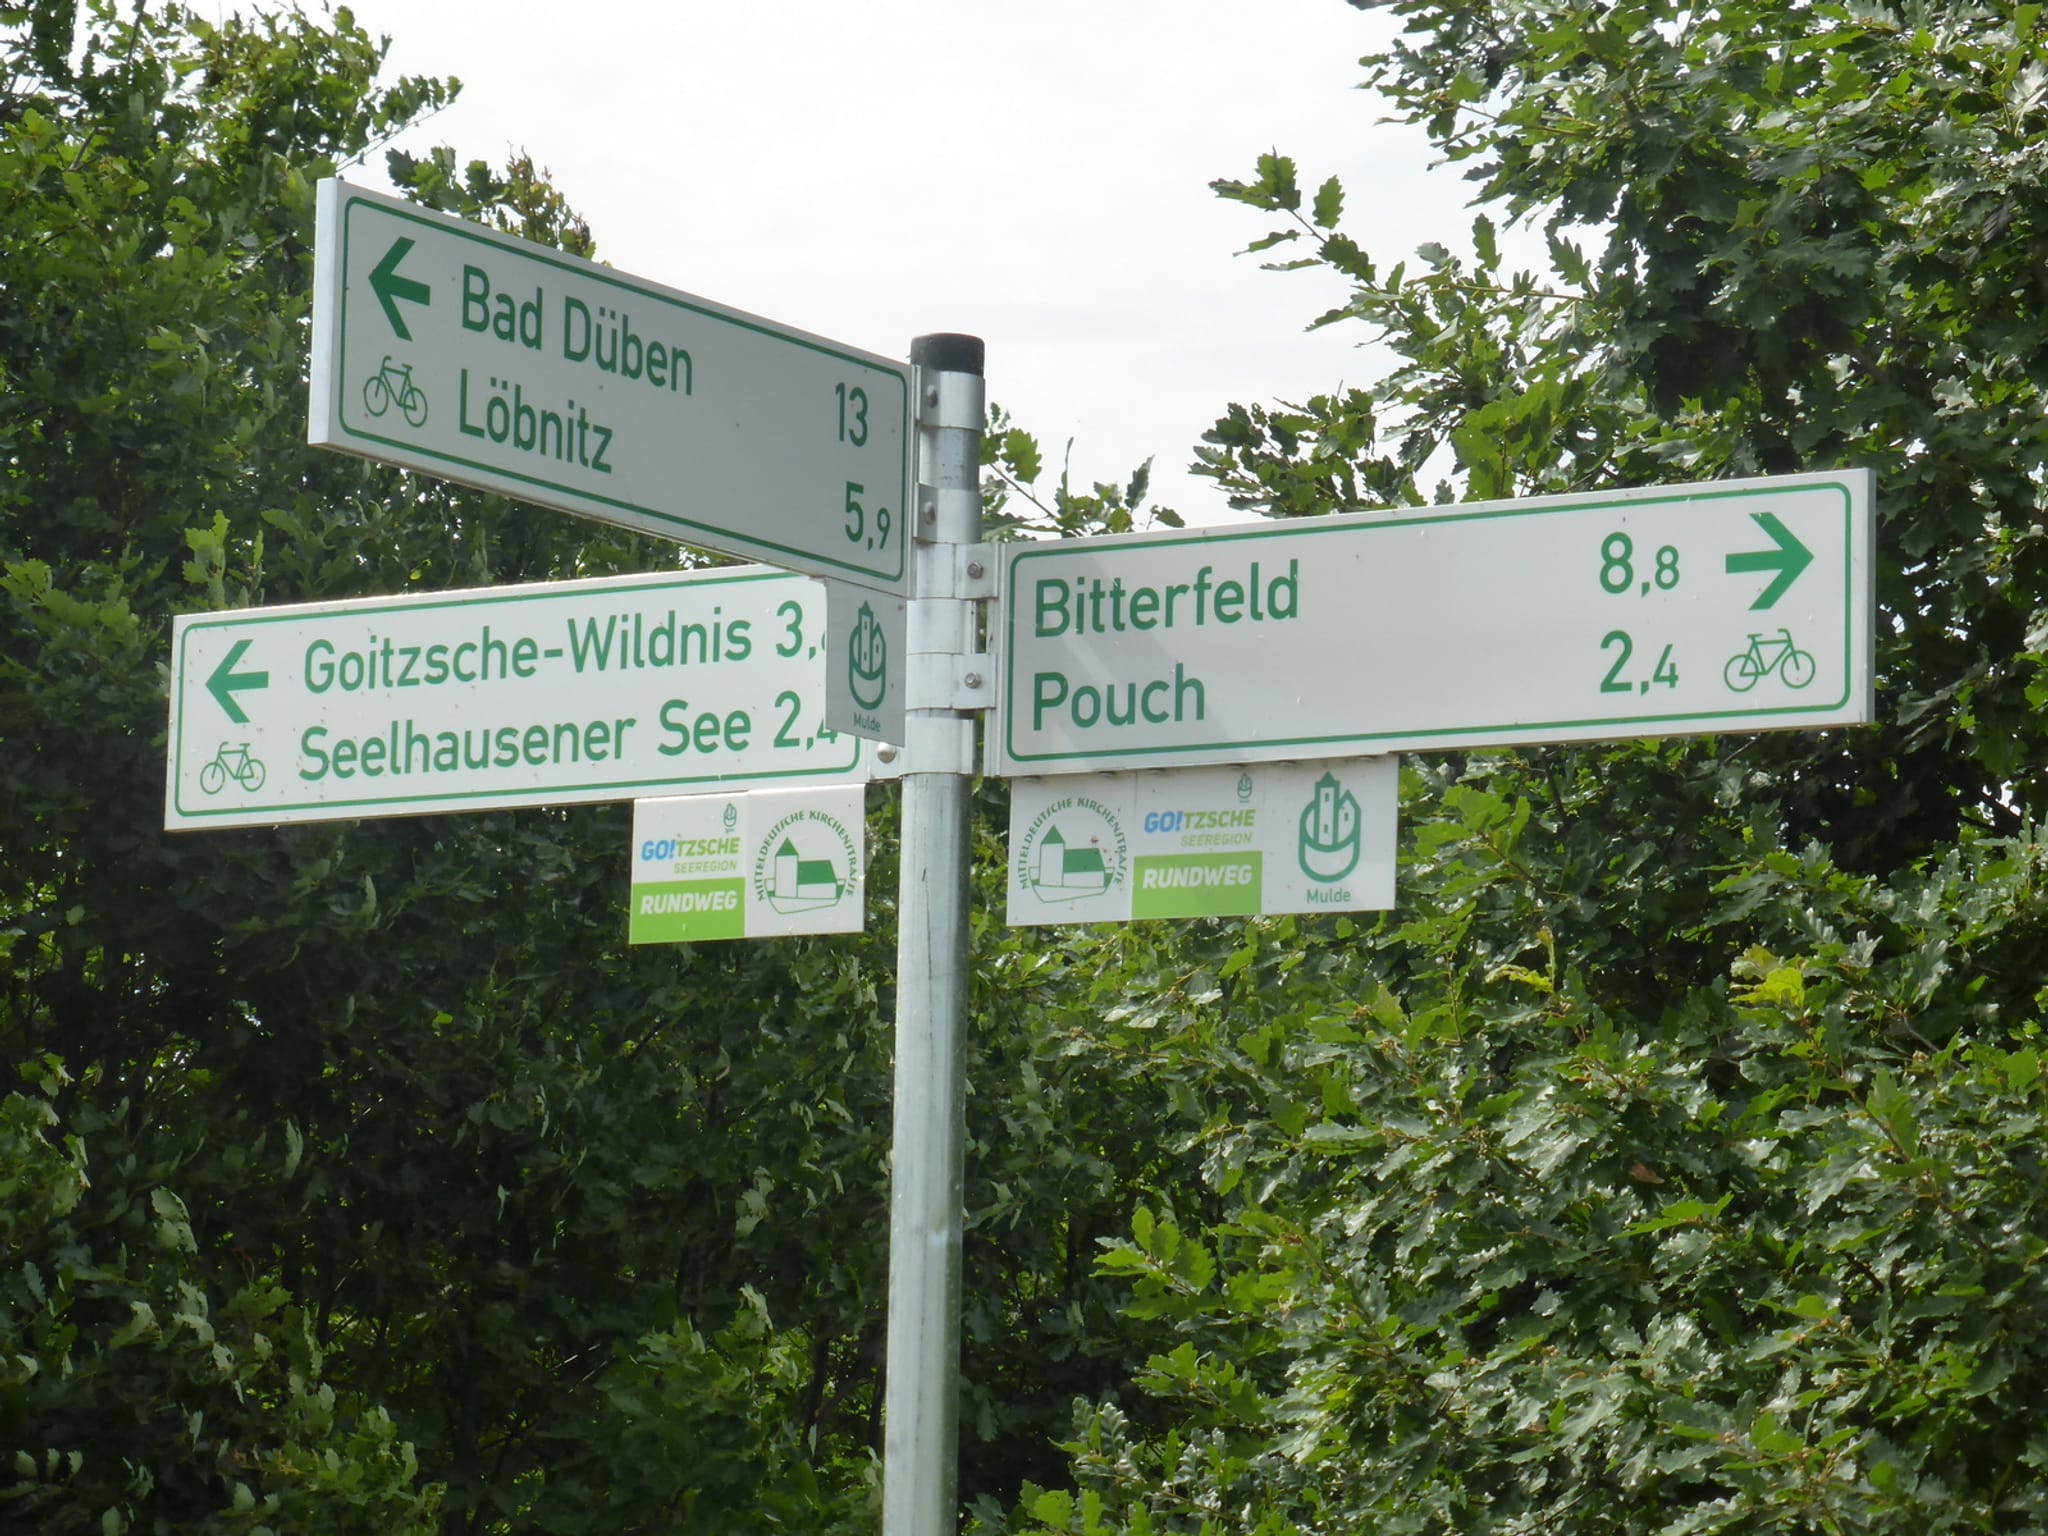 Bad Düben 13
Löbnitz 5,9
Goitzsche-Wildnis 3,
Seelhausener See 2,4
Mulde
Bitterfeld 8,8
Pouch 2,4
GO!TZSCHE
SEEREGION
RUNDWEG
MITTELDEUTSCHE KIRCHENSTRASSE
MITTELDEUTSCHE KIRCHENSTRASSE
GO!TZSCHE
SEEREGION
RUNDWEG
Mulde